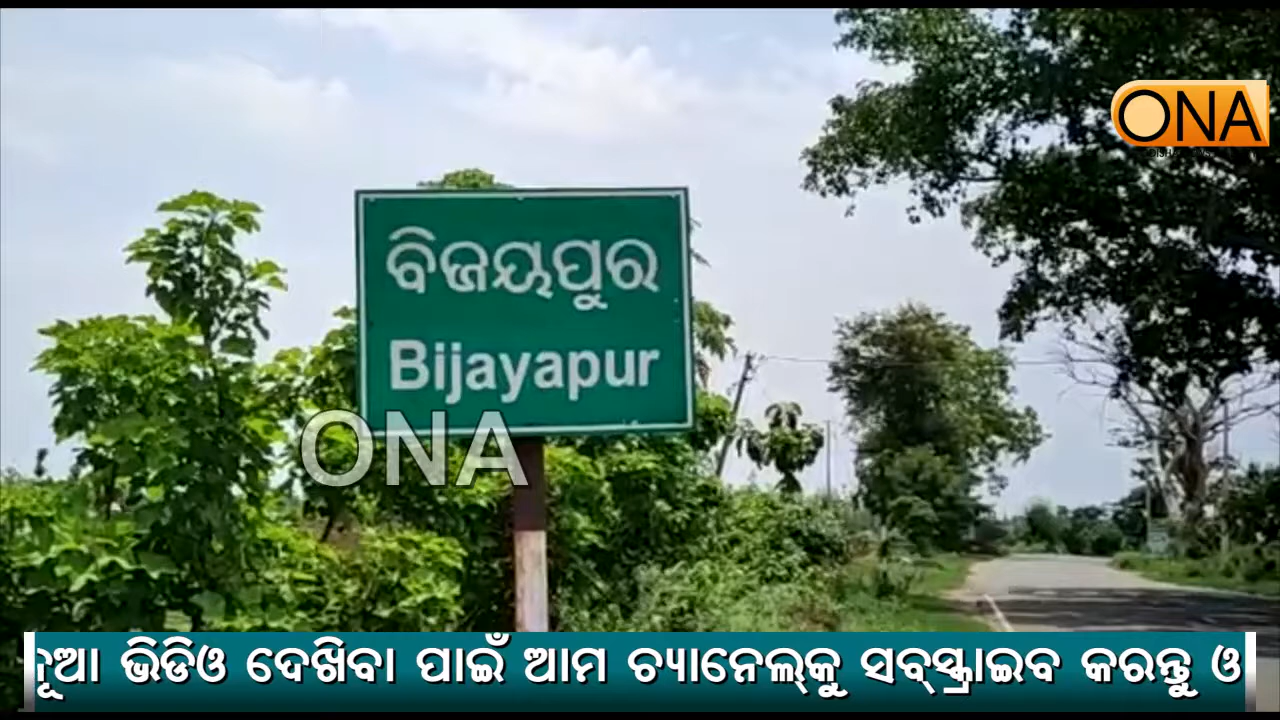 ONA
ବିଜୟପୁର
Bijayapur
ONA
ନୂଆ ଭିଡିଓ ଦେଖିବା ପାଇଁ ଆମ ଚ୍ୟାନେଲ୍‌କୁ ସବ୍‌ସ୍କ୍ରାଇବ କରନ୍ତୁ ଓ